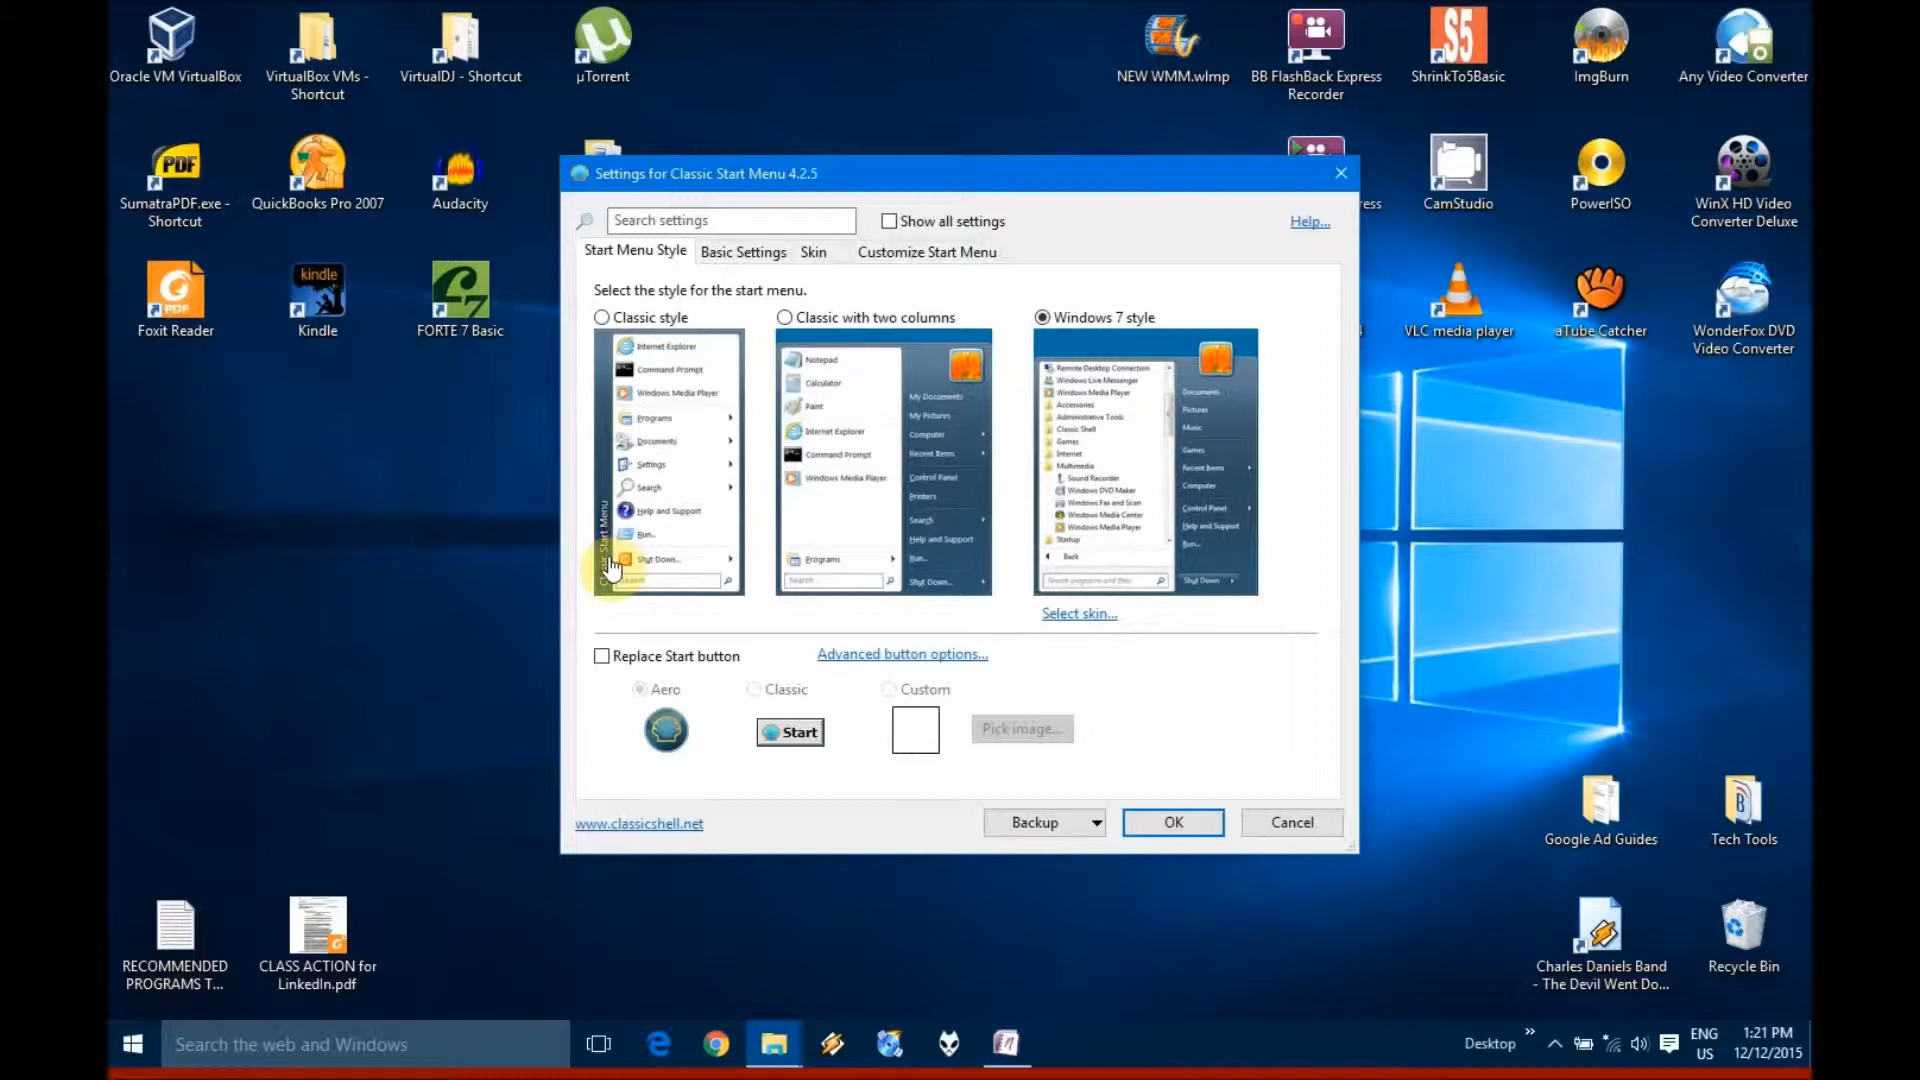 Oracle VM VirtualBox
VirtualBox VMs -
Shortcut
VirtualDJ - Shortcut
µTorrent
NEW WMM.wlmp
BB FlashBack Express
Recorder
S5
ShrinkTo5Basic
ImgBurn
Any Video Converter
PDF
SumatraPDF.exe -
Shortcut
QuickBooks Pro 2007
Audacity
CamStudio
PowerISO
WinX HD Video
Converter Deluxe
PDF
Foxit Reader
kindle
Kindle
7
FORTE 7 Basic
VLC media player
aTube Catcher
WonderFox DVD
Video Converter
Settings for Classic Start Menu 4.2.5
Search settings
Show all settings
Help...
Start Menu Style
Basic Settings
Skin
Customize Start Menu
Select the style for the start menu.
Classic style
Classic with two columns
Windows 7 style
Internet Explorer
Command Prompt
Windows Media Player
Programs
Documents
Settings
Search
Help and Support
Run...
Shut Down...
Search
Classic Start Menu
Notepad
Calculator
Paint
Internet Explorer
Command Prompt
Windows Media Player
Programs
Search
My Documents
My Pictures
Computer
Recent Items
Control Panel
Printers
Search
Help and Support
Run...
Shut Down...
Remote Desktop Connection
Windows Live Messenger
Windows Media Player
Accessories
Administrative Tools
Classic Shell
Games
Internet
Multimedia
Sound Recorder
Windows DVD Maker
Windows Fax and Scan
Windows Media Center
Windows Media Player
Startup
Back
Search programs and files
Documents
Pictures
Music
Games
Recent Items
Computer
Control Panel
Help and Support
Run...
Shut Down
Select skin...
Replace Start button
Advanced button options...
Aero
Classic
Custom
Start
Pick image...
www.classicshell.net
Backup
OK
Cancel
Google Ad Guides
Tech Tools
RECOMMENDED
PROGRAMS T...
CLASS ACTION for
LinkedIn.pdf
Charles Daniels Band
- The Devil Went Do...
Recycle Bin
Search the web and Windows
Desktop
ENG
US
1:21 PM
12/12/2015